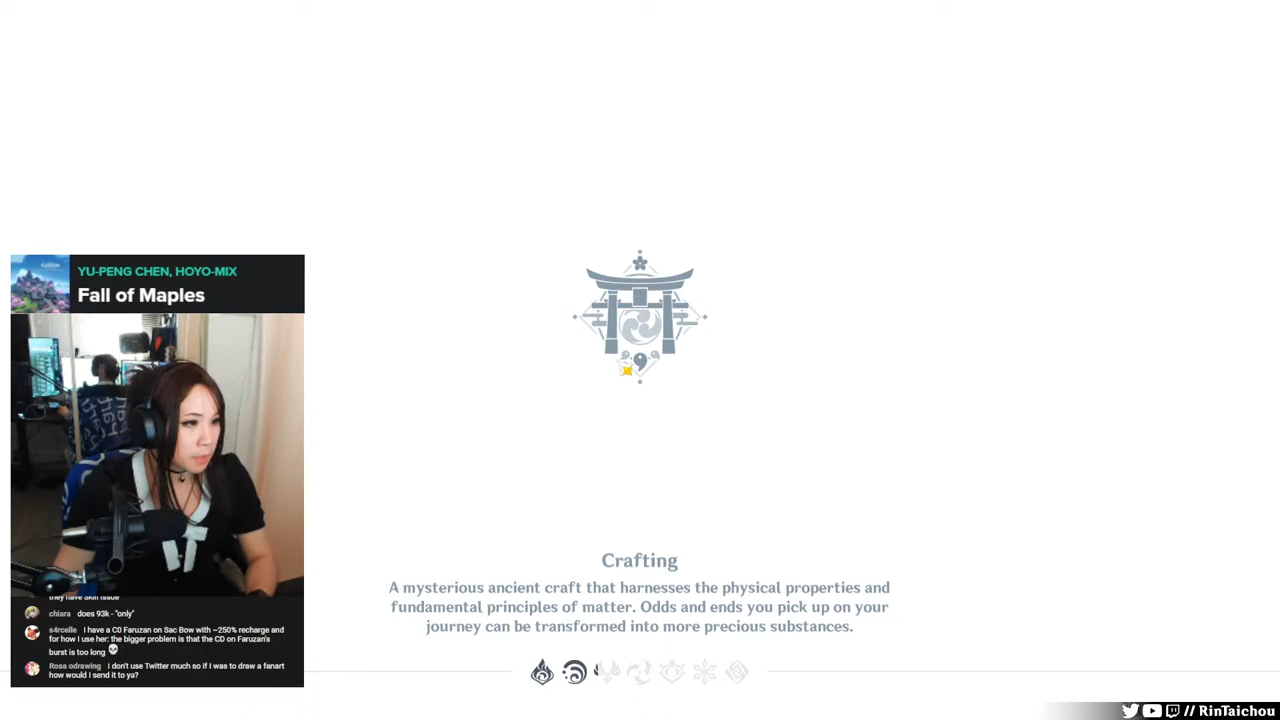 YU-PENG CHEN, HOYO-MIX
Fall of Maples
they have Skill issue
chiara does 93k - "only"
s4rcelle I have a C0 Faruzan on Sac Bow with ~250% recharge and
for how I use her: the bigger problem is that the CD on Faruzan's
burst is too long
Rosa odrawing I don't use Twitter much so if I was to draw a fanart
how would I send it to ya?
Crafting
A mysterious ancient craft that harnesses the physical properties and
fundamental principles of matter. Odds and ends you pick up on your
journey can be transformed into more precious substances.
// RinTaichou